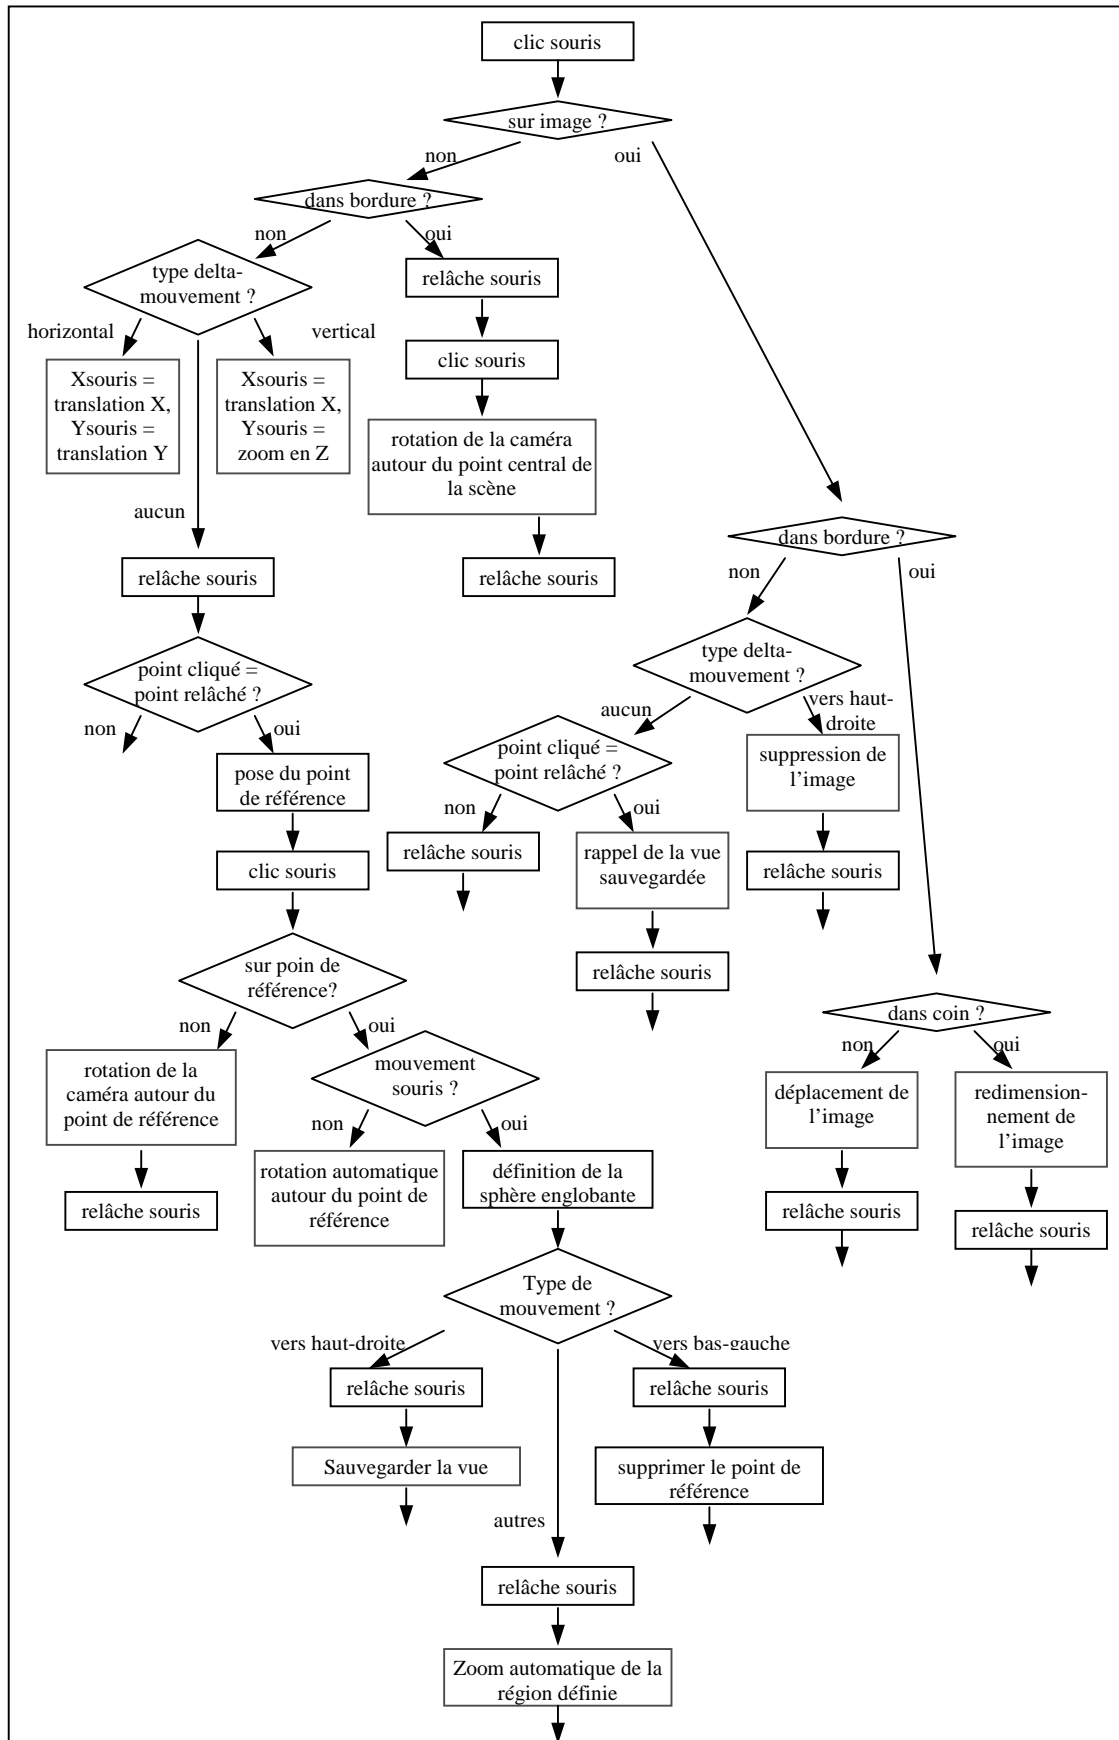 clic souris
sur image ?
non
oui
dans bordure ?
non
oui
type delta-
mouvement ?
relâche souris
horizontal
vertical
clic souris
Xsouris =
translation X,
Ysouris =
translation Y
Xsouris =
translation X,
Ysouris =
zoom en Z
rotation de la caméra
autour du point central de
la scène
aucun
dans bordure ?
relâche souris
relâche souris
non
oui
type delta-
mouvement ?
point cliqué =
point relâché ?
aucun
vers haut-
droite
non
oui
point cliqué =
point relâché ?
suppression de
l'image
pose du point
de référence
non
oui
relâche souris
rappel de la vue
sauvegardée
relâche souris
clic souris
sur poin de
référence?
relâche souris
dans coin ?
non
oui
non
oui
rotation de la
caméra autour du
point de référence
mouvement
souris ?
déplacement de
l'image
redimension-
nement de
l'image
non
oui
rotation automatique
autour du point de
référence
définition de la
sphère englobante
relâche souris
relâche souris
relâche souris
Type de
mouvement ?
vers haut-droite
vers bas-gauche
relâche souris
relâche souris
Sauvegarder la vue
supprimer le point de
référence
autres
relâche souris
Zoom automatique de la
région définie